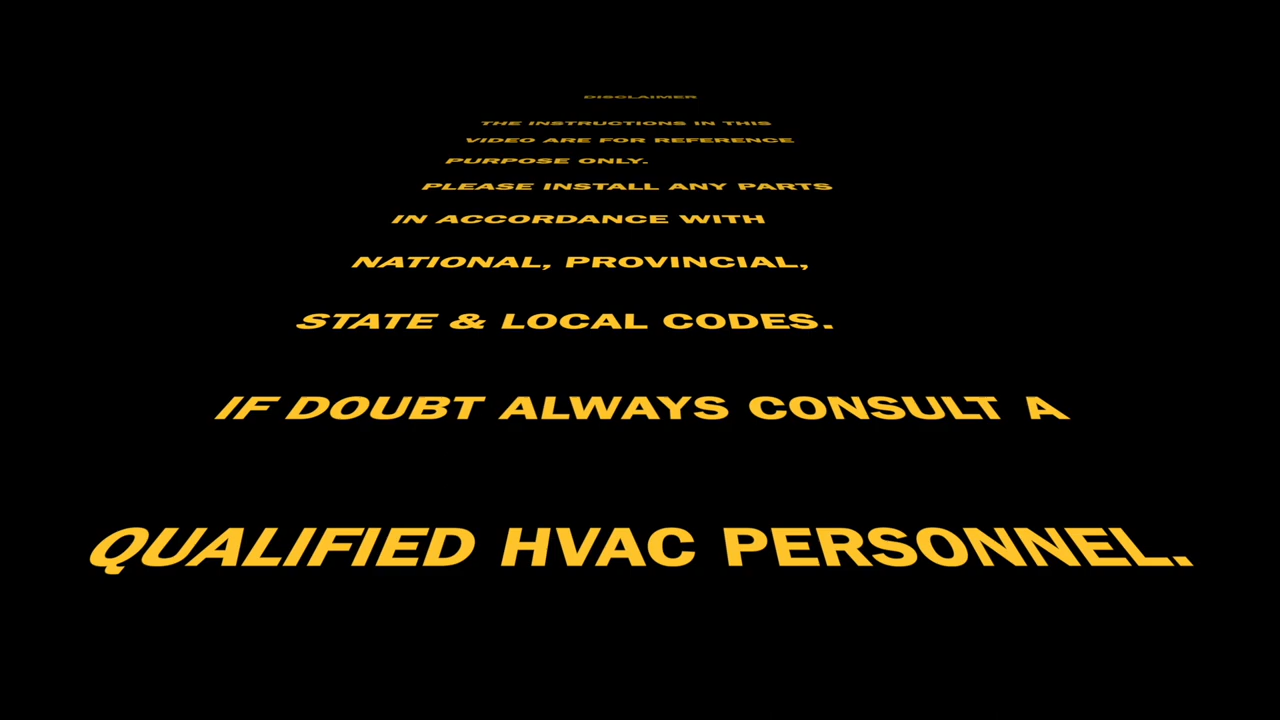 DISCLAIMER
THE INSTRUCTIONS IN THIS
VIDEO ARE FOR REFERENCE
PURPOSE ONLY.
PLEASE INSTALL ANY PARTS
IN ACCORDANCE WITH
NATIONAL, PROVINCIAL,
STATE & LOCAL CODES.
IF DOUBT ALWAYS CONSULT A
QUALIFIED HVAC PERSONNEL.